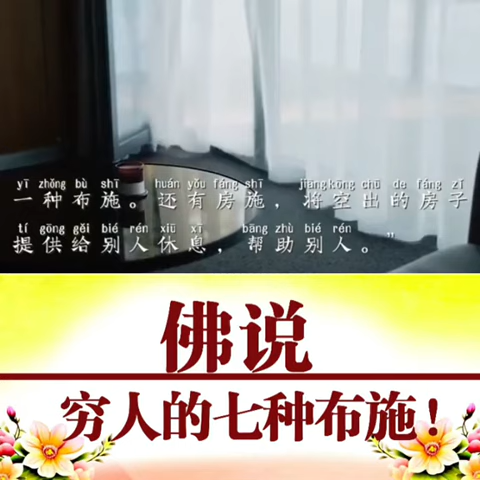 yī zhǒng bù shī huán yǒu fáng shī jiāng kōng chū de fáng zǐ
一种布施。还有房施，将空出的房子
tí gōng gěi bié rén xiū xī bāng zhù bié rén
提供给别人休息，帮助别人。”
佛说
穷人的七种布施！